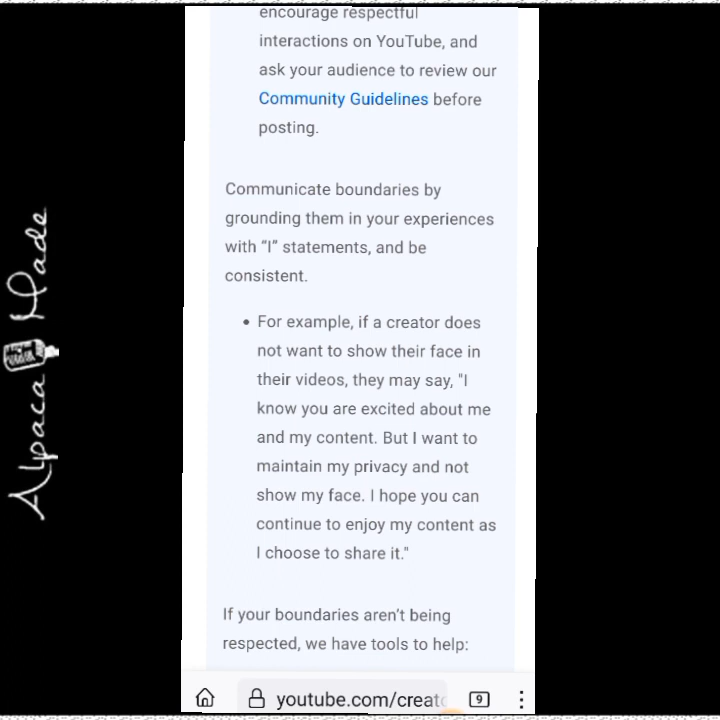 encourage respectful
interactions on YouTube, and
ask your audience to review our
Community Guidelines before
posting.
Communicate boundaries by
grounding them in your experiences
with “I” statements, and be
consistent.
• For example, if a creator does
not want to show their face in
their videos, they may say, "I
know you are excited about me
and my content. But I want to
maintain my privacy and not
show my face. I hope you can
continue to enjoy my content as
I choose to share it."
If your boundaries aren’t being
respected, we have tools to help:
youtube.com/creato
9
Alpaca Made